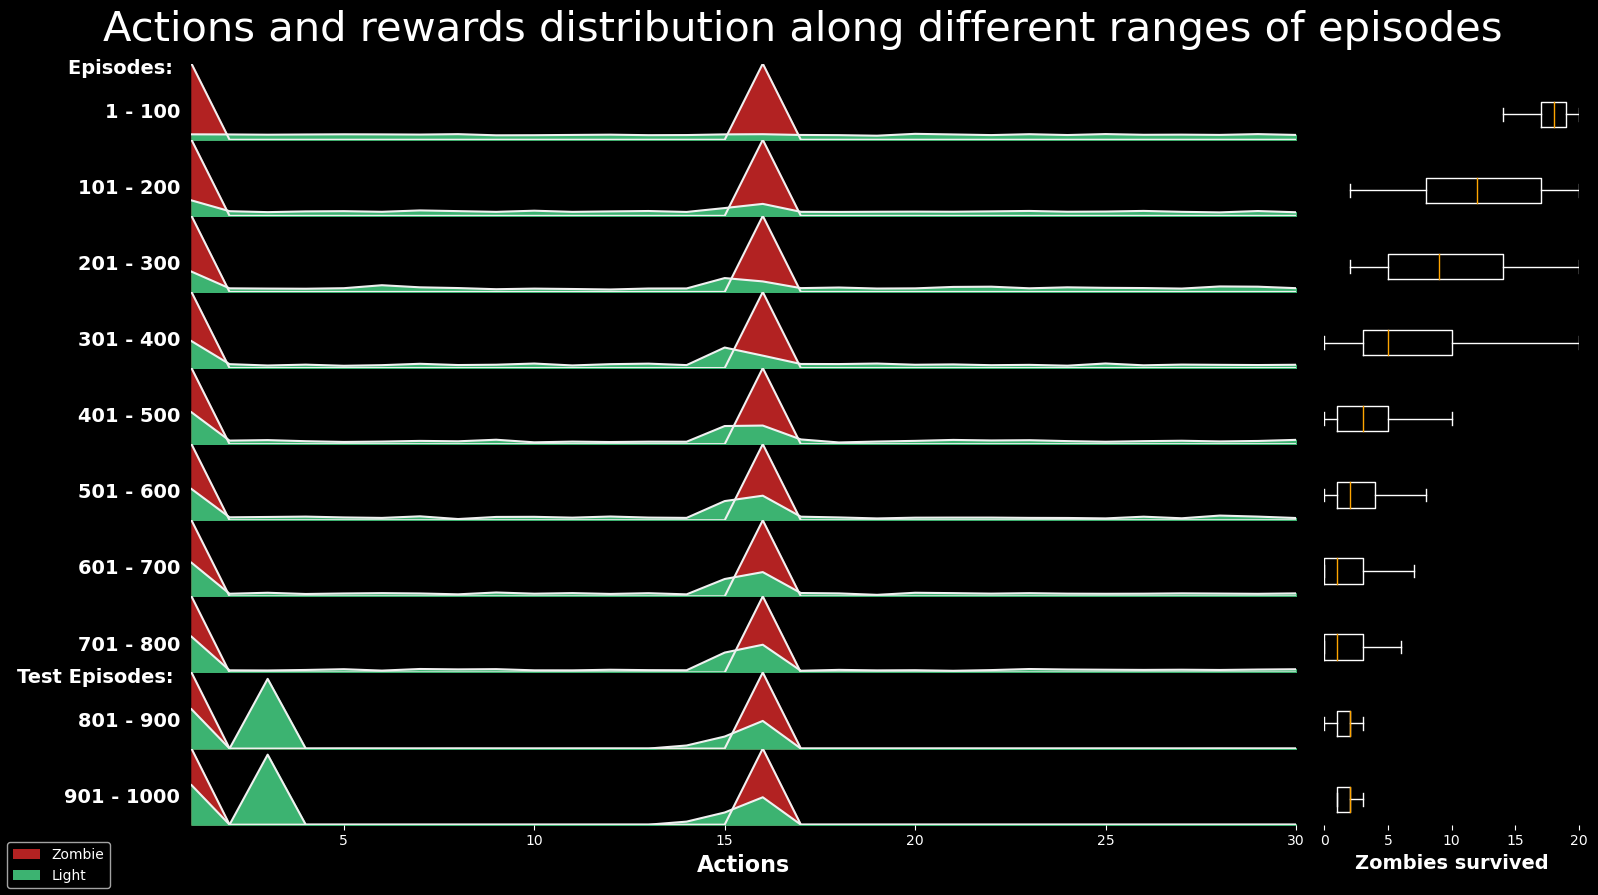 Actions and rewards distribution along different ranges of episodes
Episodes:
1 - 100
101 - 200
201 - 300
301 - 400
401 - 500
501 - 600
601 - 700
701 - 800
Test Episodes:
801 - 900
901 - 1000
5 10 15 20 25 30
Actions
0 5 10 15 20
Zombies survived
Zombie
Light